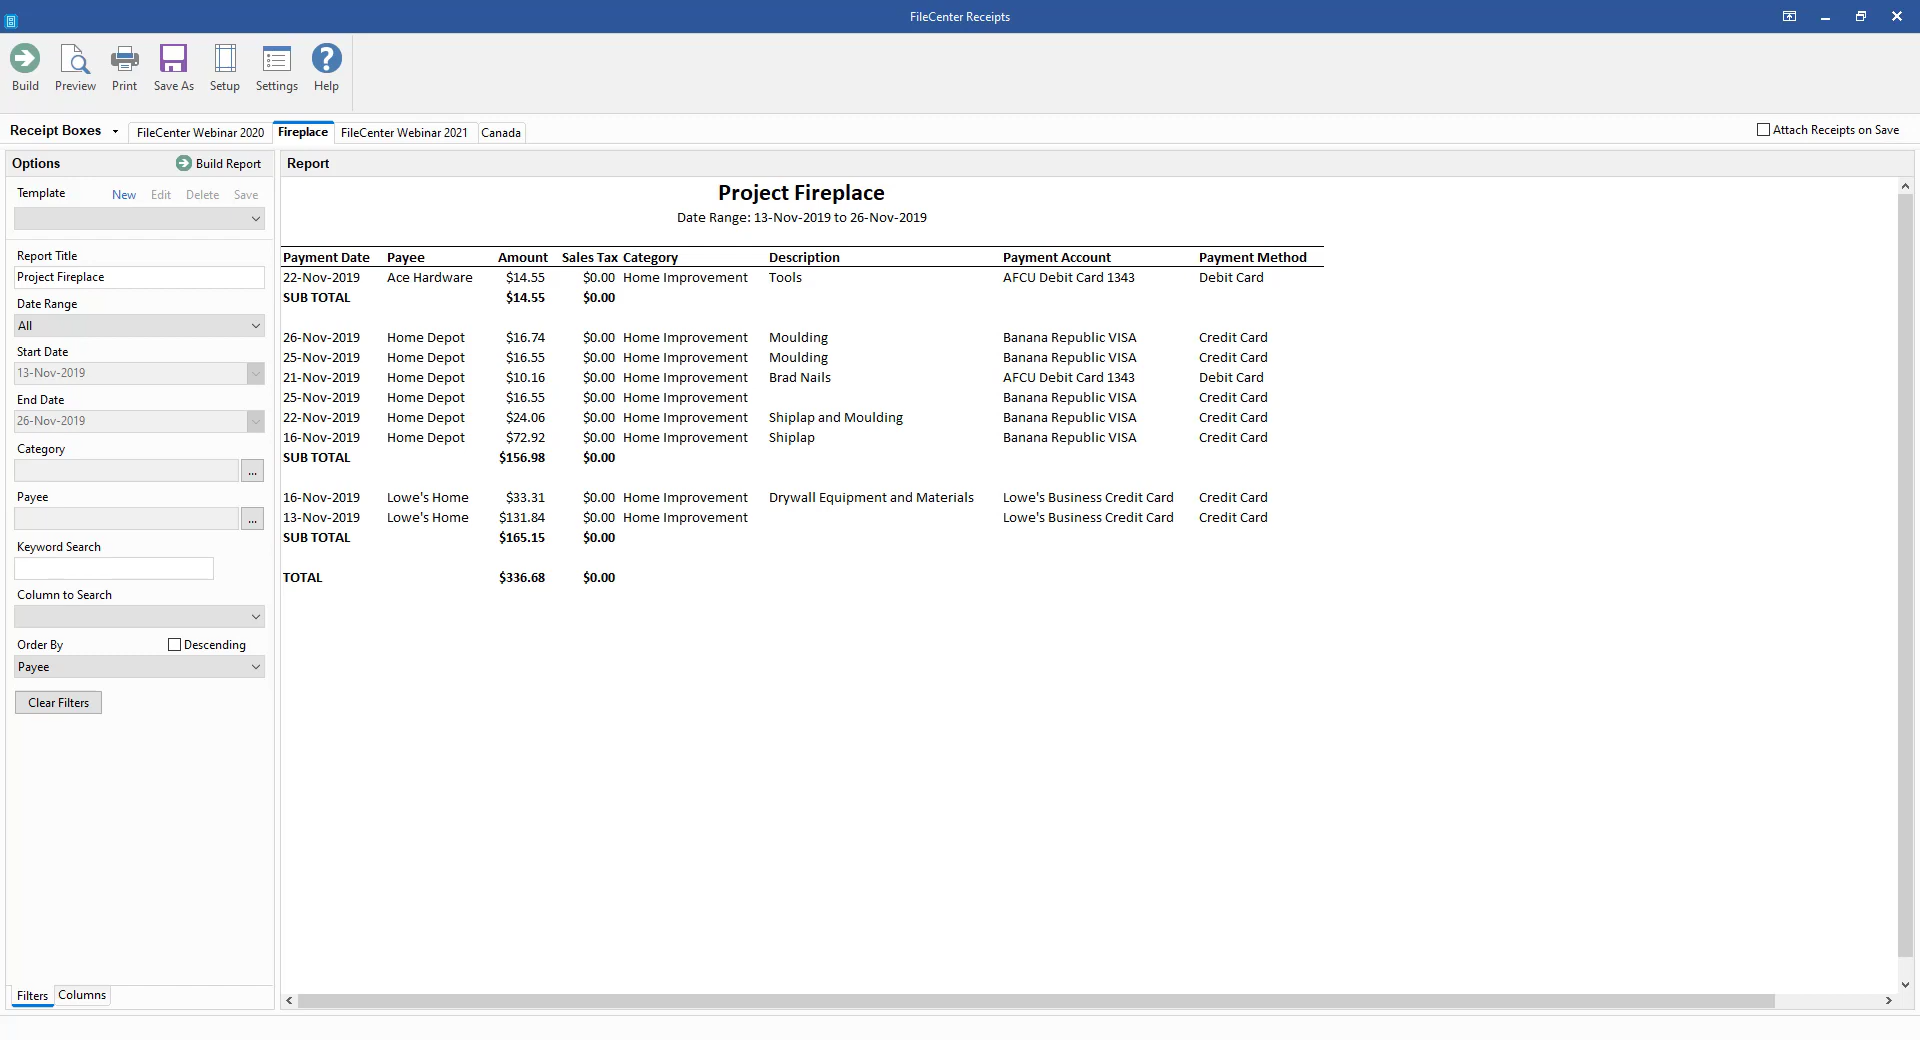 FileCenter Receipts
Build Preview Print Save As Setup Settings Help
Receipt Boxes FileCenter Webinar 2020 Fireplace FileCenter Webinar 2021 Canada Attach Receipts on Save
Options Build Report
Template New Edit Delete Save
Report Title
Project Fireplace
Date Range
All
Start Date
13-Nov-2019
End Date
26-Nov-2019
Category
...
Payee
...
Keyword Search
Column to Search
Order By Descending
Payee
Clear Filters
Filters Columns
Report
Project Fireplace
Date Range: 13-Nov-2019 to 26-Nov-2019
Payment Date Payee Amount Sales Tax Category Description Payment Account Payment Method
22-Nov-2019 Ace Hardware $14.55 $0.00 Home Improvement Tools AFCU Debit Card 1343 Debit Card
SUB TOTAL $14.55 $0.00
26-Nov-2019 Home Depot $16.74 $0.00 Home Improvement Moulding Banana Republic VISA Credit Card
25-Nov-2019 Home Depot $16.55 $0.00 Home Improvement Moulding Banana Republic VISA Credit Card
21-Nov-2019 Home Depot $10.16 $0.00 Home Improvement Brad Nails AFCU Debit Card 1343 Debit Card
25-Nov-2019 Home Depot $16.55 $0.00 Home Improvement Banana Republic VISA Credit Card
22-Nov-2019 Home Depot $24.06 $0.00 Home Improvement Shiplap and Moulding Banana Republic VISA Credit Card
16-Nov-2019 Home Depot $72.92 $0.00 Home Improvement Shiplap Banana Republic VISA Credit Card
SUB TOTAL $156.98 $0.00
16-Nov-2019 Lowe's Home $33.31 $0.00 Home Improvement Drywall Equipment and Materials Lowe's Business Credit Card Credit Card
13-Nov-2019 Lowe's Home $131.84 $0.00 Home Improvement Lowe's Business Credit Card Credit Card
SUB TOTAL $165.15 $0.00
TOTAL $336.68 $0.00